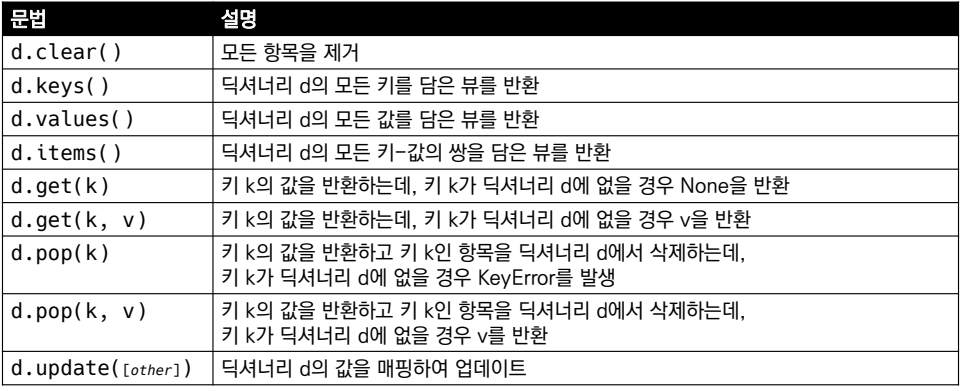 문법 설명
d.clear() 모든 항목을 제거
d.keys() 딕셔너리 d의 모든 키를 담은 뷰를 반환
d.values() 딕셔너리 d의 모든 값를 담은 뷰를 반환
d.items() 딕셔너리 d의 모든 키-값의 쌍을 담은 뷰를 반환
d.get(k) 키 k의 값을 반환하는데, 키 k가 딕셔너리 d에 없을 경우 None을 반환
d.get(k, v) 키 k의 값을 반환하는데, 키 k가 딕셔너리 d에 없을 경우 v을 반환
d.pop(k) 키 k의 값을 반환하고 키 k인 항목을 딕셔너리 d에서 삭제하는데,
키 k가 딕셔너리 d에 없을 경우 KeyError를 발생
d.pop(k, v) 키 k의 값을 반환하고 키 k인 항목을 딕셔너리 d에서 삭제하는데,
키 k가 딕셔너리 d에 없을 경우 v를 반환
d.update([other]) 딕셔너리 d의 값을 매핑하여 업데이트